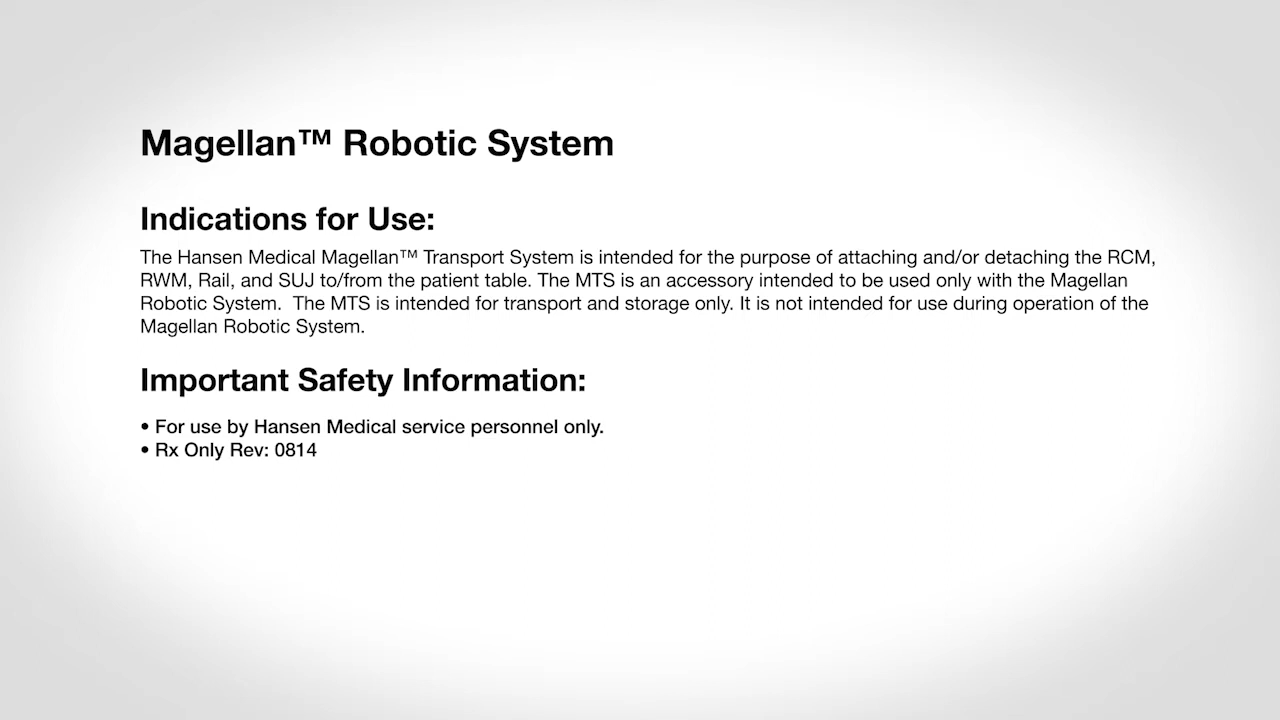 Magellan™ Robotic System
Indications for Use:
The Hansen Medical Magellan™ Transport System is intended for the purpose of attaching and/or detaching the RCM,
RWM, Rail, and SUJ to/from the patient table. The MTS is an accessory intended to be used only with the Magellan
Robotic System.  The MTS is intended for transport and storage only. It is not intended for use during operation of the
Magellan Robotic System.
Important Safety Information:
• For use by Hansen Medical service personnel only.
• Rx Only Rev: 0814